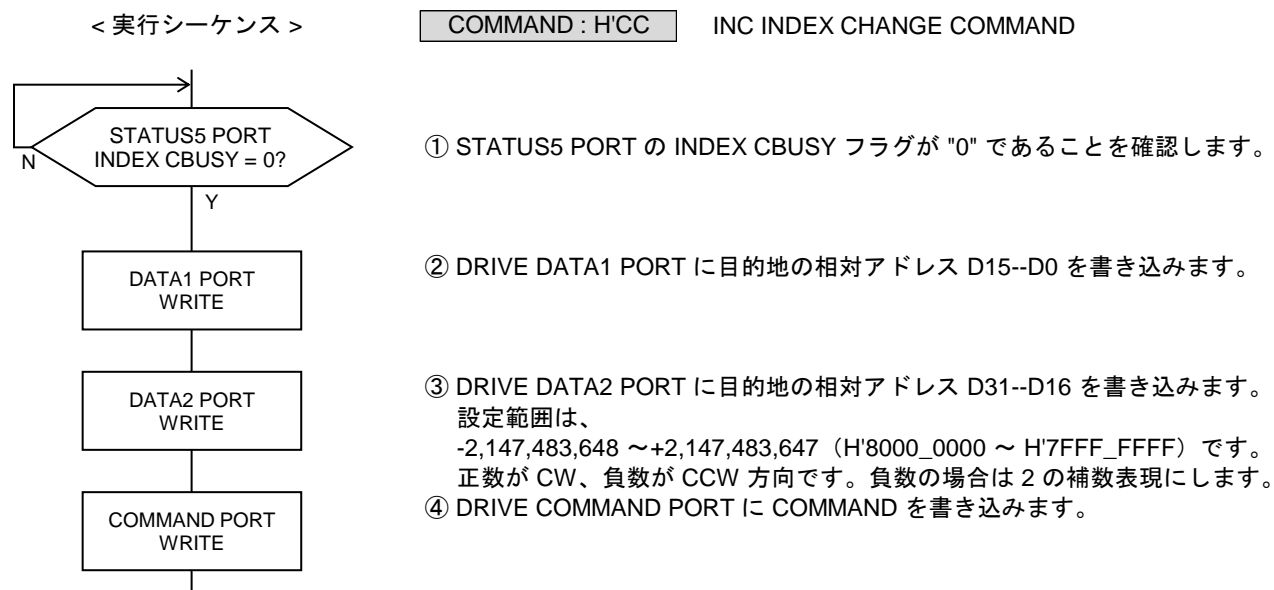 < 実行シーケンス >
COMMAND : H'CC
INC INDEX CHANGE COMMAND
STATUS5 PORT
INDEX CBUSY = 0?
N
Y
① STATUS5 PORT の INDEX CBUSY フラグが "0" であることを確認します。
DATA1 PORT
WRITE
② DRIVE DATA1 PORT に目的地の相対アドレス D15--D0 を書き込みます。
DATA2 PORT
WRITE
③ DRIVE DATA2 PORT に目的地の相対アドレス D31--D16 を書き込みます。
設定範囲は、
-2,147,483,648 ～+2,147,483,647（H'8000_0000 ～ H'7FFF_FFFF）です。
正数が CW、負数が CCW 方向です。負数の場合は 2 の補数表現にします。
④ DRIVE COMMAND PORT に COMMAND を書き込みます。
COMMAND PORT
WRITE